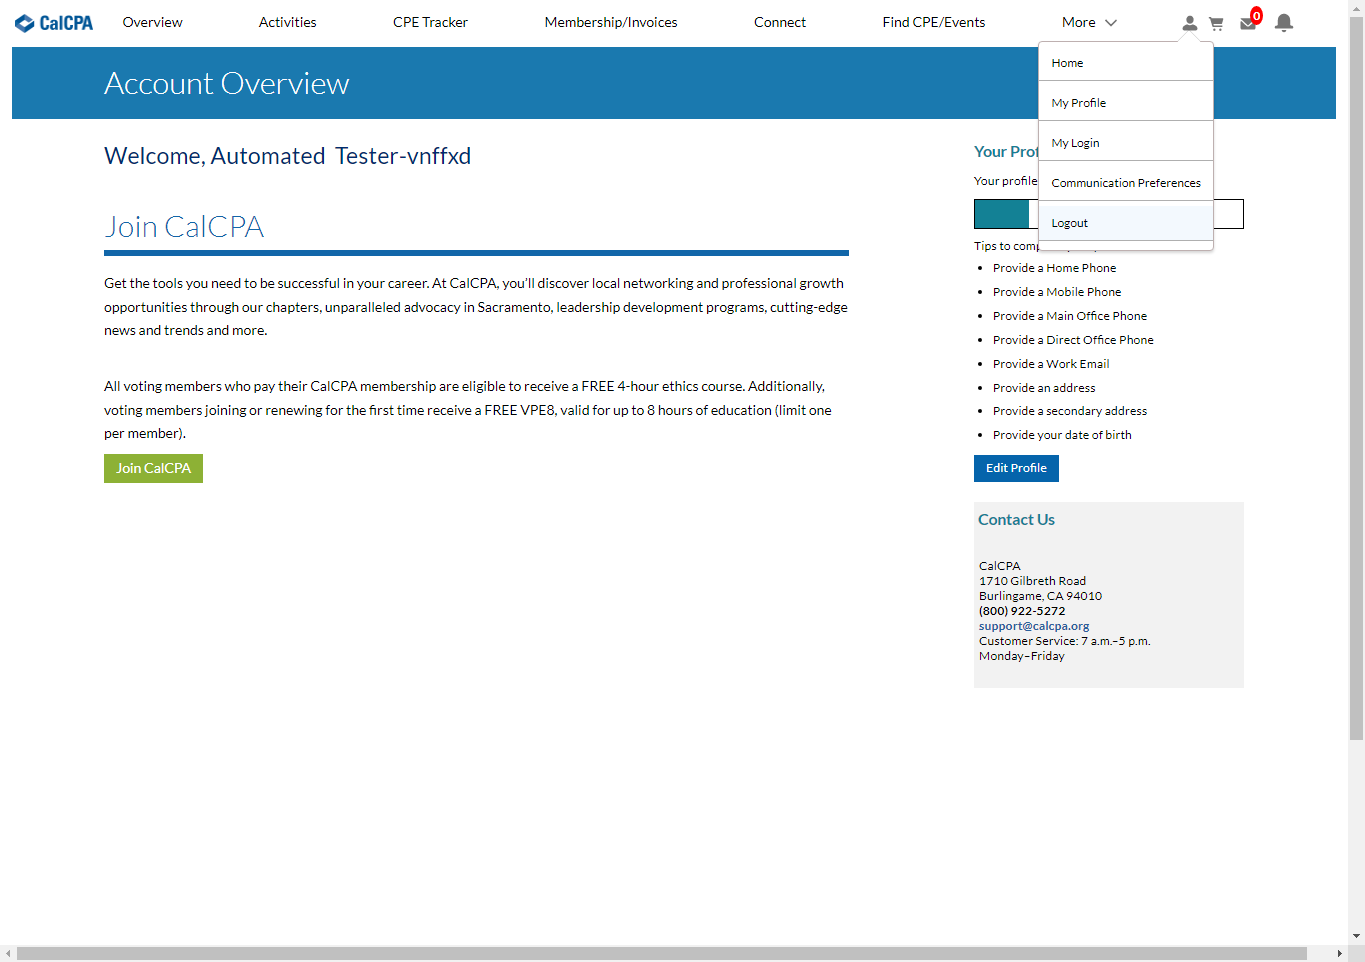 CalCPA Overview Activities CPE Tracker Membership/Invoices Connect Find CPE/Events More 0
Home
My Profile
My Login
Communication Preferences
Logout
Account Overview
Welcome, Automated Tester-vnffxd
Join CalCPA
Get the tools you need to be successful in your career. At CalCPA, you'll discover local networking and professional growth
opportunities through our chapters, unparalleled advocacy in Sacramento, leadership development programs, cutting-edge
news and trends and more.
All voting members who pay their CalCPA membership are eligible to receive a FREE 4-hour ethics course. Additionally,
voting members joining or renewing for the first time receive a FREE VPE8, valid for up to 8 hours of education (limit one
per member).
Join CalCPA
Your
Your profile
Tips to
Provide a Home Phone
Provide a Mobile Phone
Provide a Main Office Phone
Provide a Direct Office Phone
Provide a Work Email
Provide an address
Provide a secondary address
Provide your date of birth
Edit Profile
Contact Us
CalCPA
1710 Gilbreth Road
Burlingame, CA 94010
(800) 922-5272
support@calcpa.org
Customer Service: 7 a.m.–5 p.m.
Monday–Friday